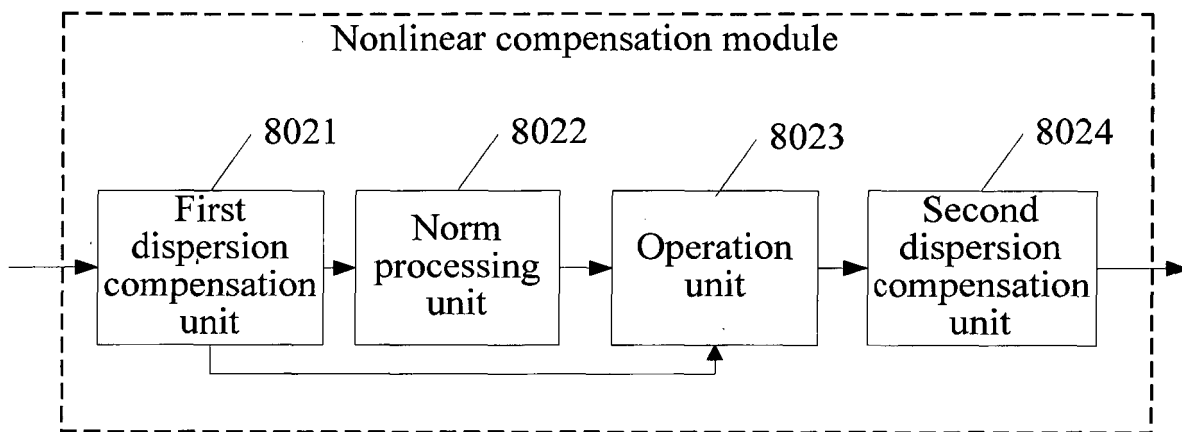 Nonlinear compensation module
8021
8022
8023
8024
First
dispersion
compensation
unit
Norm
processing
unit
Operation
unit
Second
dispersion
compensation
unit